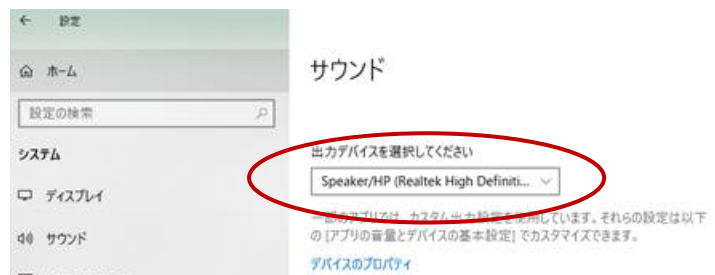 設定
ホーム
設定の検索
システム
ディスプレイ
サウンド
サウンド
出力デバイスを選択してください
Speaker/HP (Realtek High Definiti...
一部のアプリでは、カスタム出力設定を使用しています。それらの設定は以下
の [アプリの音量とデバイスの基本設定] でカスタマイズできます。
デバイスのプロパティ